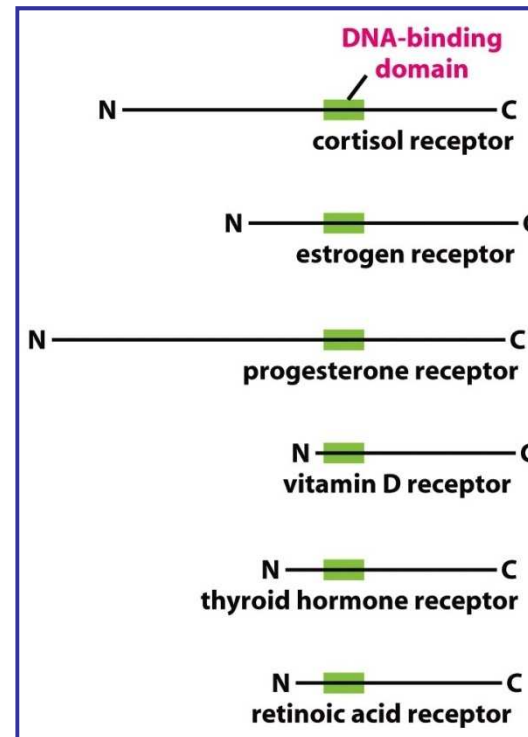 DNA-binding
domain
N C
cortisol receptor
N C
estrogen receptor
N C
progesterone receptor
N C
vitamin D receptor
N C
thyroid hormone receptor
N C
retinoic acid receptor